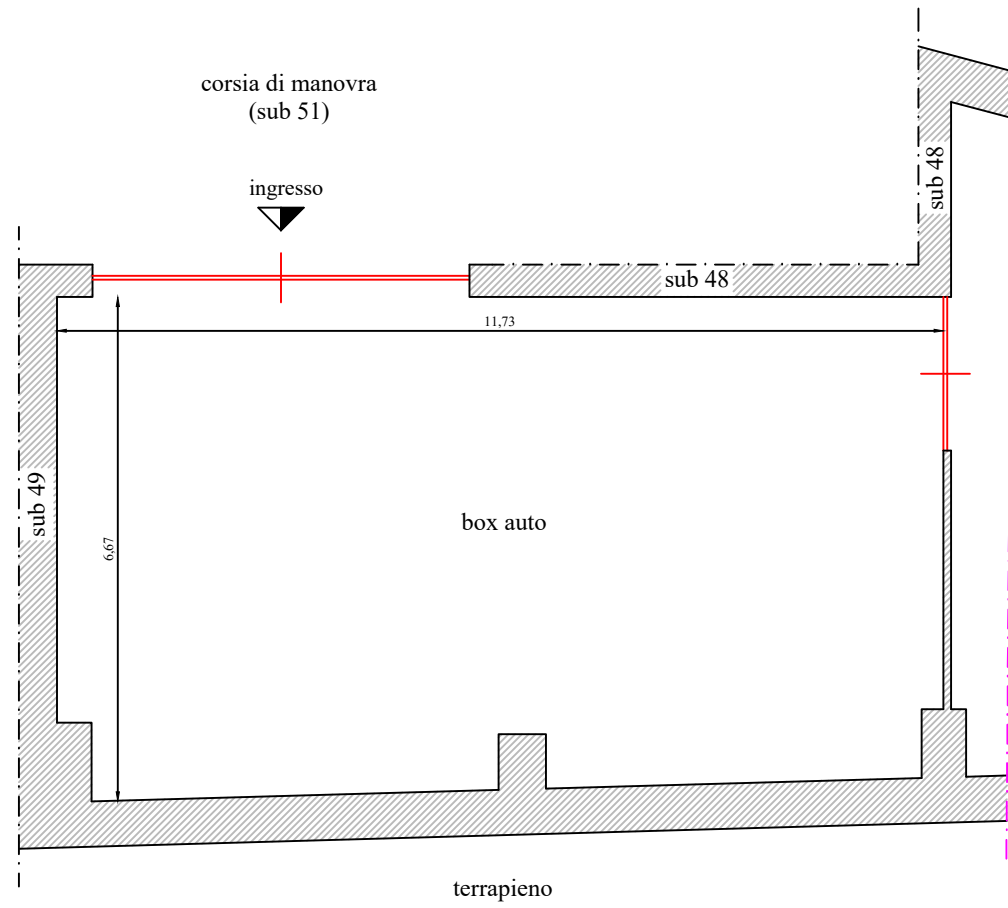 corsia di manovra
(sub 51)
ingresso
sub 48
sub 48
11,73
sub 49
6,67
box auto
terrapieno